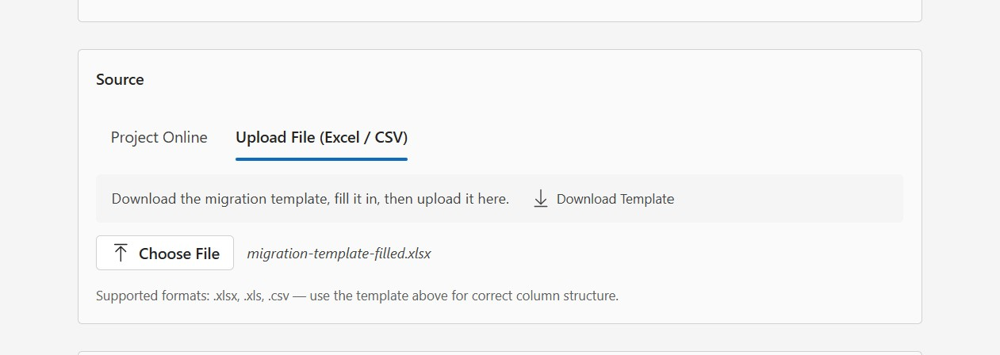 Source
Project Online Upload File (Excel / CSV)
Download the migration template, fill it in, then upload it here. Download Template
Choose File migration-template-filled.xlsx
Supported formats: .xlsx, .xls, .csv — use the template above for correct column structure.